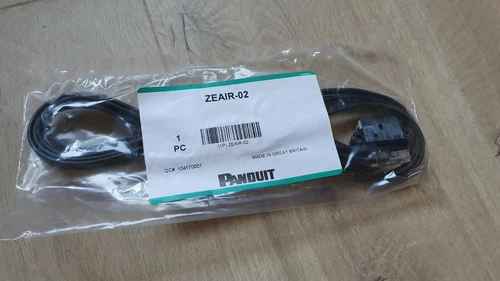 ZEAIR-02
1
PC
(1P) ZEAIR-02
QC#: 104170001
MADE IN GREAT BRITAIN
PANDUIT